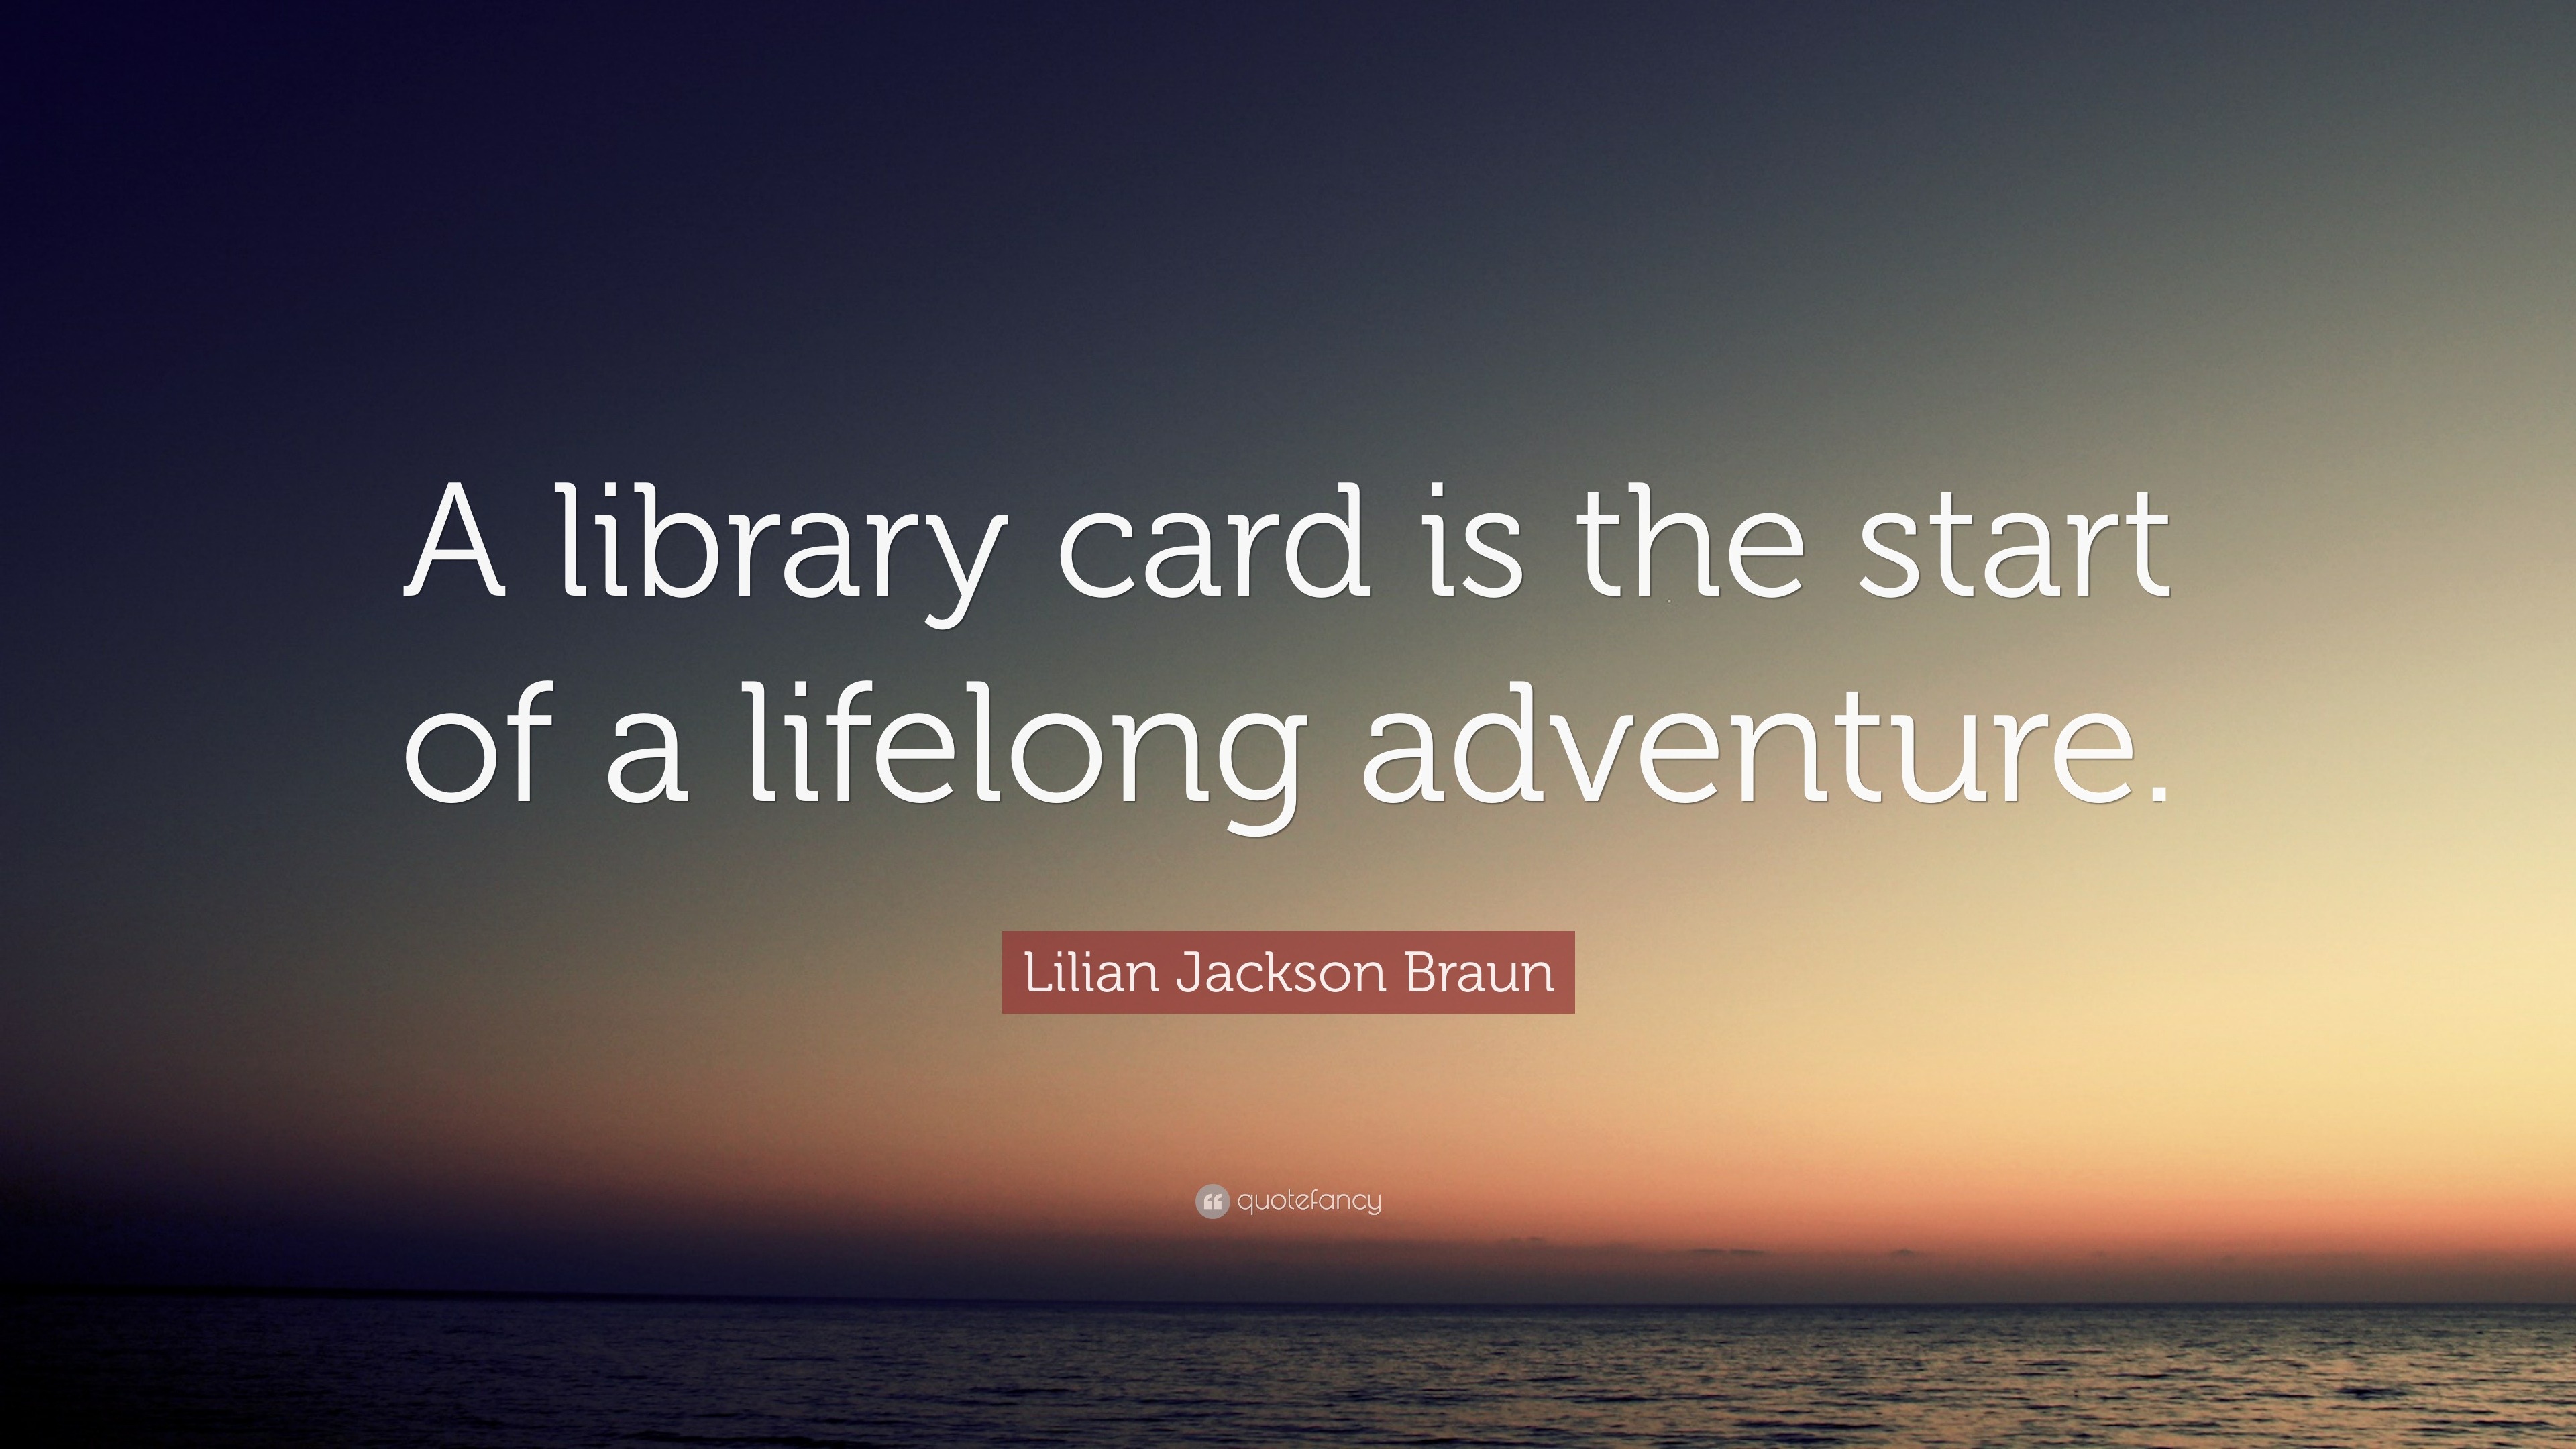 A library card is the start
of a lifelong adventure.
Lilian Jackson Braun
quotefancy